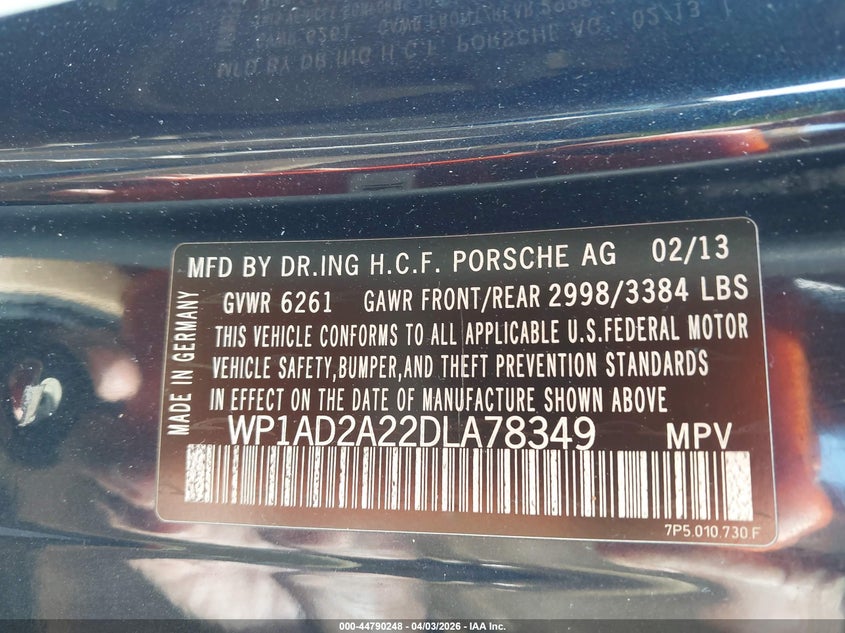 MFD BY DR.ING H.C.F. PORSCHE AG 02/13
GVWR 6261 GAWR FRONT/REAR 2998/3384 LBS
THIS VEHICLE CONFORMS TO ALL APPLICABLE U.S.FEDERAL MOTOR
VEHICLE SAFETY,BUMPER,AND THEFT PREVENTION STANDARDS
IN EFFECT ON THE DATE OF MANUFACTURE SHOWN ABOVE
MADE IN GERMANY
WP1AD2A22DLA78349 MPV
7P5.010.730.F
000-44790248 - 04/03/2026 - IAA Inc.